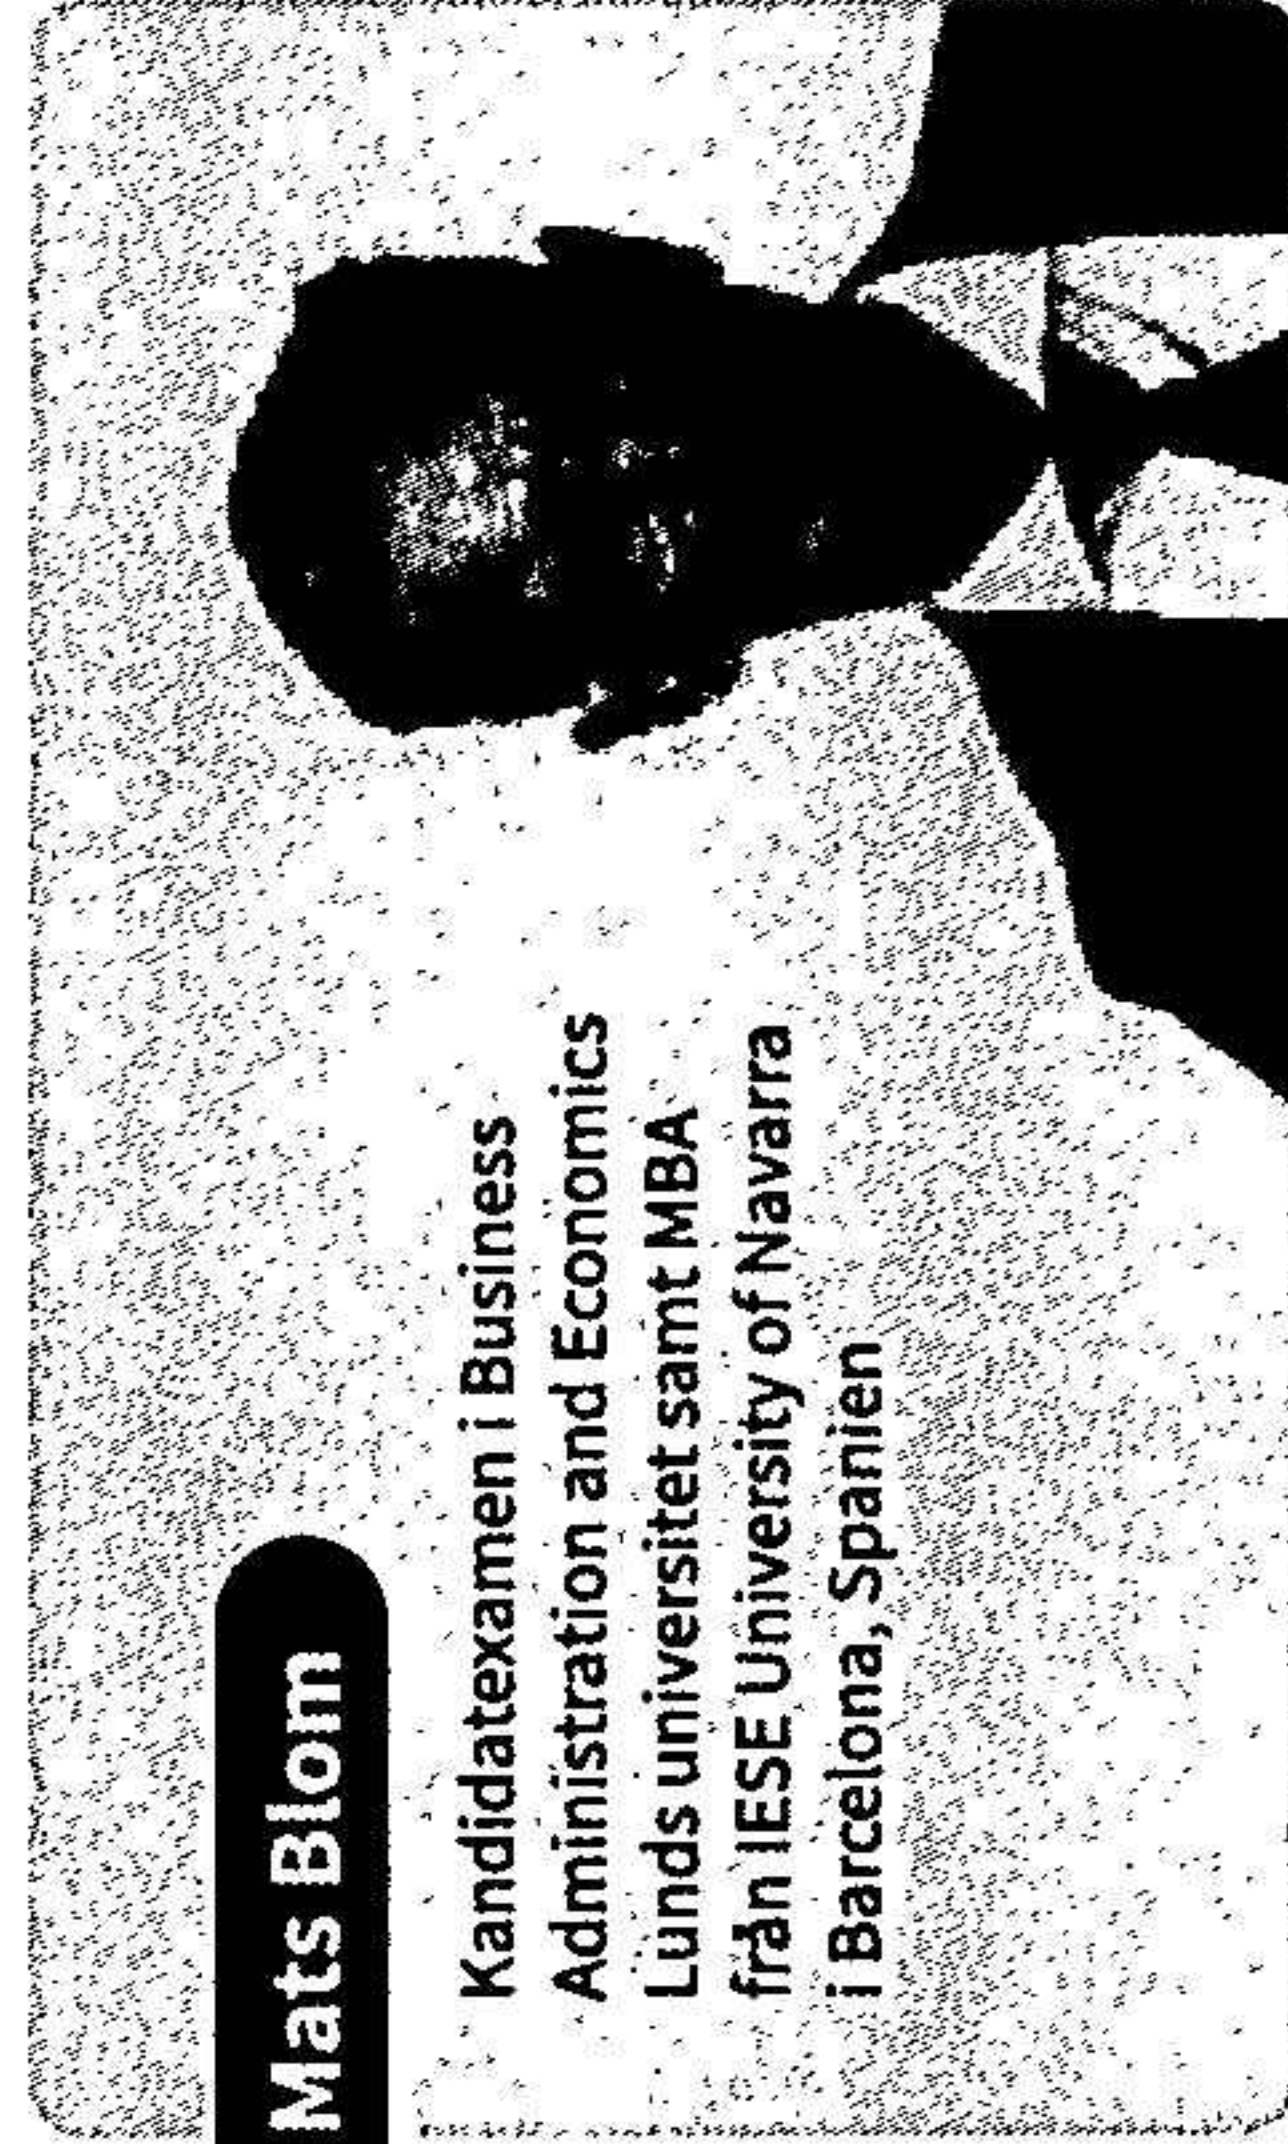 Mats Blom
Kandidatexamen i Business
Administration and Economics
Lunds universitet samt MBA
från IESE University of Navarra
i Barcelona, Spanien